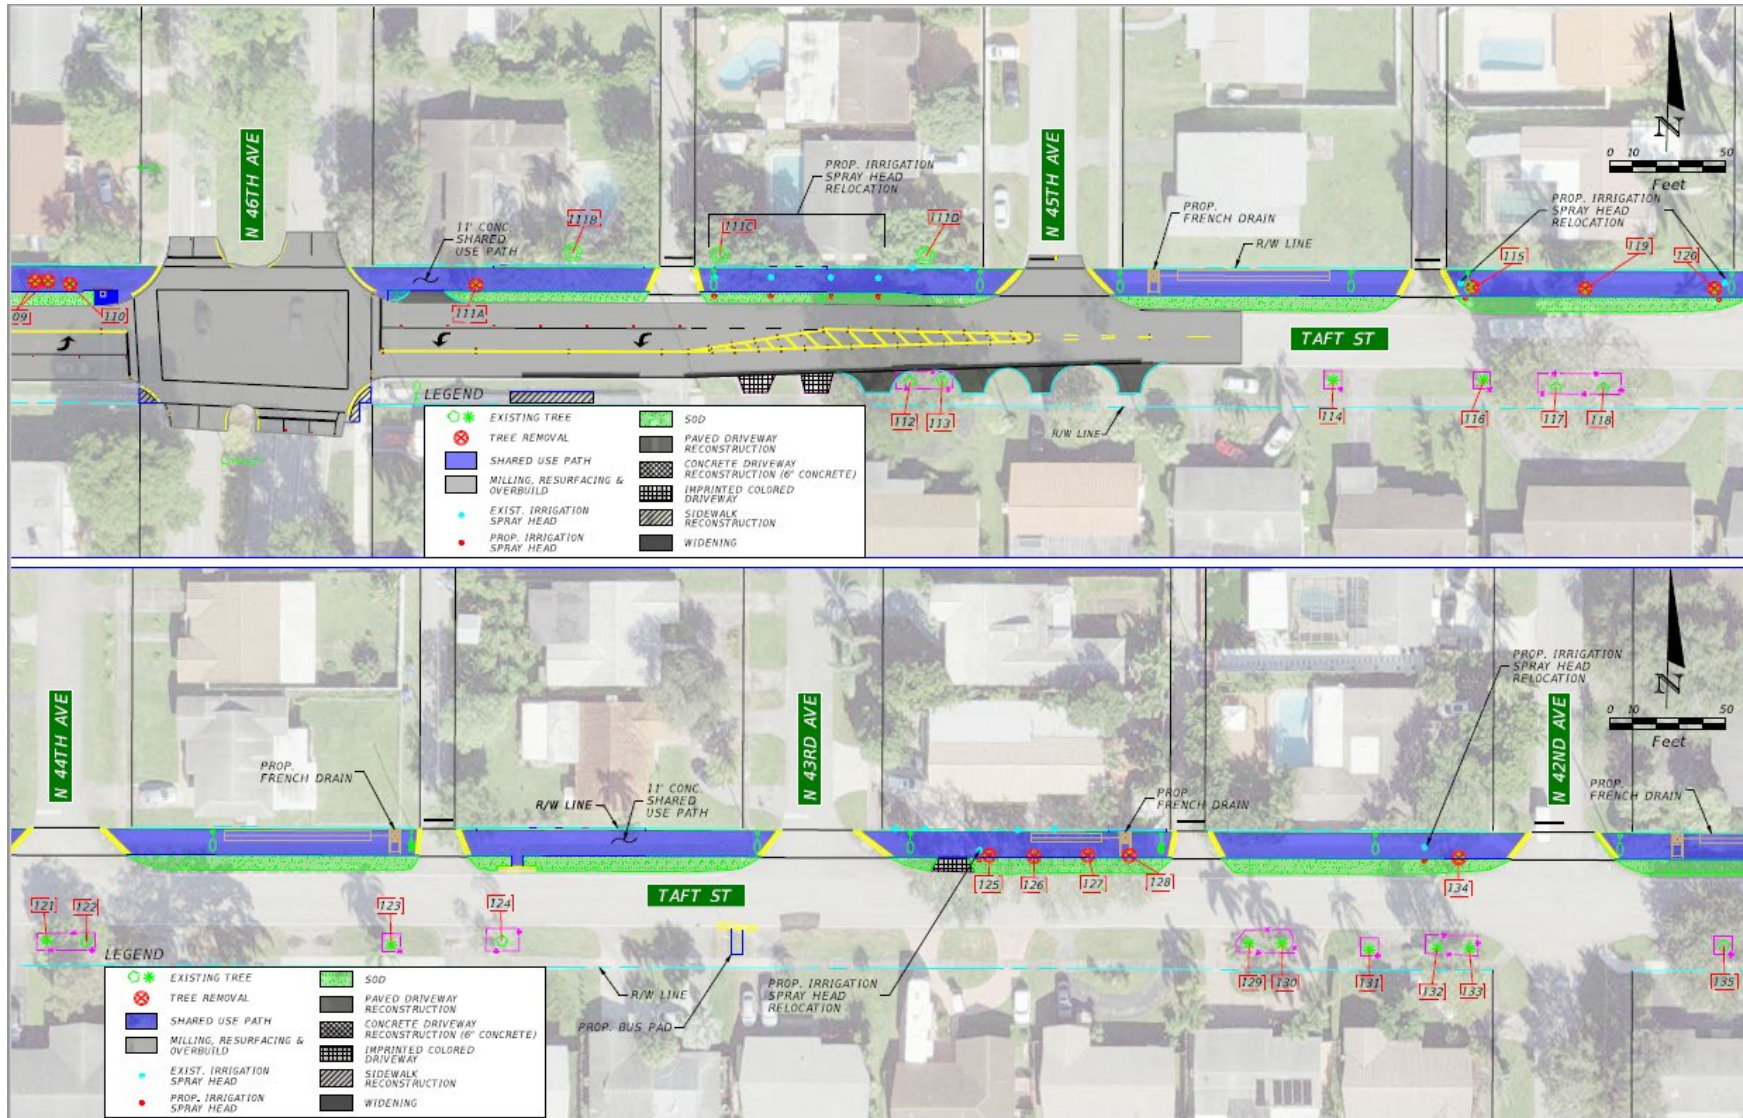 N 46TH AVE
N 45TH AVE
PROP. IRRIGATION
SPRAY HEAD
RELOCATION
11' CONC
SHARED
USE PATH
111B
111C
111D
PROP.
FRENCH DRAIN
R/W LINE
N
0 10 50
Feet
PROP. IRRIGATION
SPRAY HEAD
RELOCATION
115
119
120
09
110
111A
TAFT ST
112
113
R/W LINE
114
116
117
118
LEGEND
EXISTING TREE
TREE REMOVAL
SHARED USE PATH
MILLING, RESURFACING &
OVERBUILD
EXIST. IRRIGATION
SPRAY HEAD
PROP. IRRIGATION
SPRAY HEAD
SOD
PAVED DRIVEWAY
RECONSTRUCTION
CONCRETE DRIVEWAY
RECONSTRUCTION (6" CONCRETE)
IMPRINTED COLORED
DRIVEWAY
SIDEWALK
RECONSTRUCTION
WIDENING
N 44TH AVE
PROP.
FRENCH DRAIN
R/W LINE
11' CONC.
SHARED
USE PATH
N 43RD AVE
PROP.
FRENCH DRAIN
PROP. IRRIGATION
SPRAY HEAD
RELOCATION
N 42ND AVE
N
0 10 50
Feet
PROP.
FRENCH DRAIN
125
126
127
128
134
TAFT ST
121
122
123
124
129
130
131
132
133
135
R/W LINE
PROP. BUS PAD
PROP. IRRIGATION
SPRAY HEAD
RELOCATION
LEGEND
EXISTING TREE
TREE REMOVAL
SHARED USE PATH
MILLING, RESURFACING &
OVERBUILD
EXIST. IRRIGATION
SPRAY HEAD
PROP. IRRIGATION
SPRAY HEAD
SOD
PAVED DRIVEWAY
RECONSTRUCTION
CONCRETE DRIVEWAY
RECONSTRUCTION (6" CONCRETE)
IMPRINTED COLORED
DRIVEWAY
SIDEWALK
RECONSTRUCTION
WIDENING